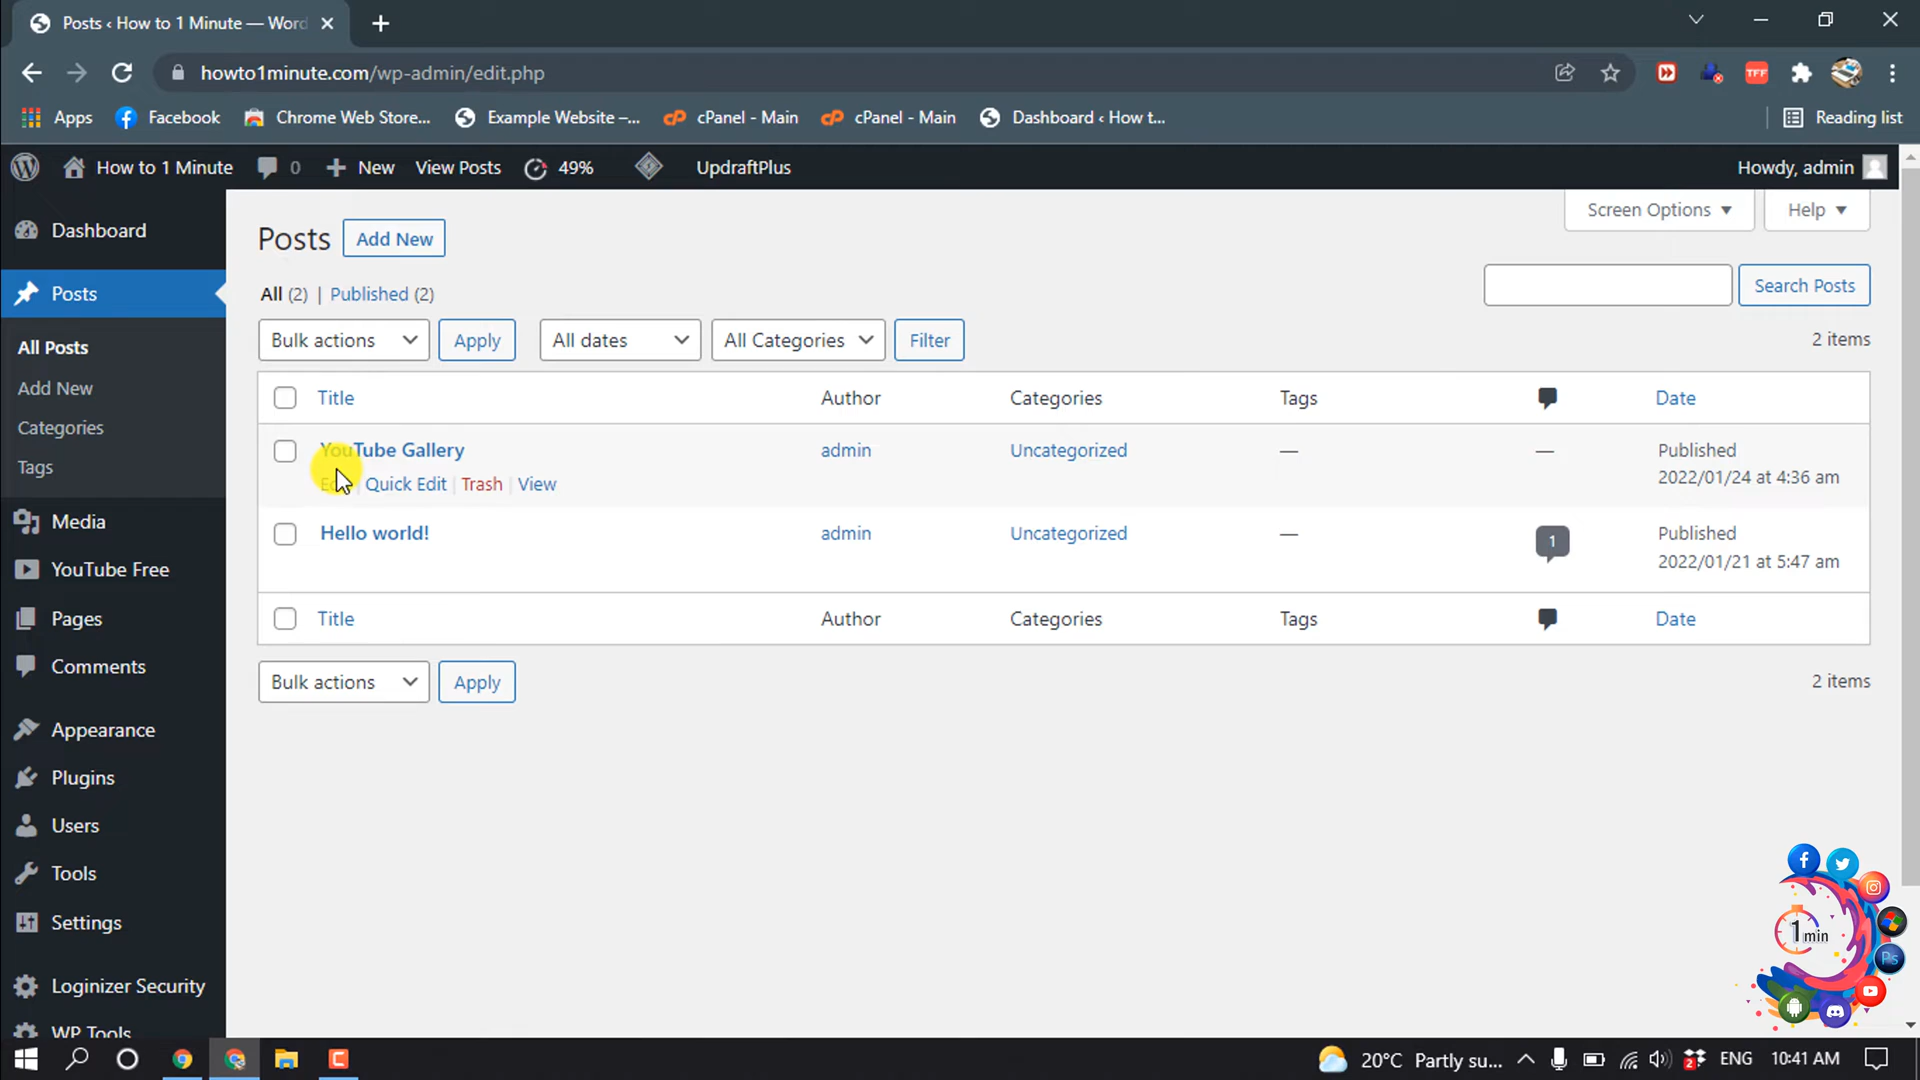 Posts ‹ How to 1 Minute — Word
howto1minute.com/wp-admin/edit.php
TFF
Apps Facebook Chrome Web Store... Example Website –... cPanel - Main cPanel - Main Dashboard ‹ How t... Reading list
How to 1 Minute 0 New View Posts 49% UpdraftPlus Howdy, admin
Screen Options Help
Dashboard
Posts
All Posts
Add New
Categories
Tags
Media
YouTube Free
Pages
Comments
Appearance
Plugins
Users
Tools
Settings
Loginizer Security
WP Tools
Posts Add New
All (2) | Published (2)
Search Posts
Bulk actions Apply All dates All Categories Filter 2 items
Title Author Categories Tags Date
YouTube Gallery admin Uncategorized — — Published
2022/01/24 at 4:36 am
Quick Edit | Trash | View
Hello world! admin Uncategorized — 1 Published
2022/01/21 at 5:47 am
Title Author Categories Tags Date
Bulk actions Apply 2 items
1 min
Ps
20°C Partly su... 2 ENG 10:41 AM